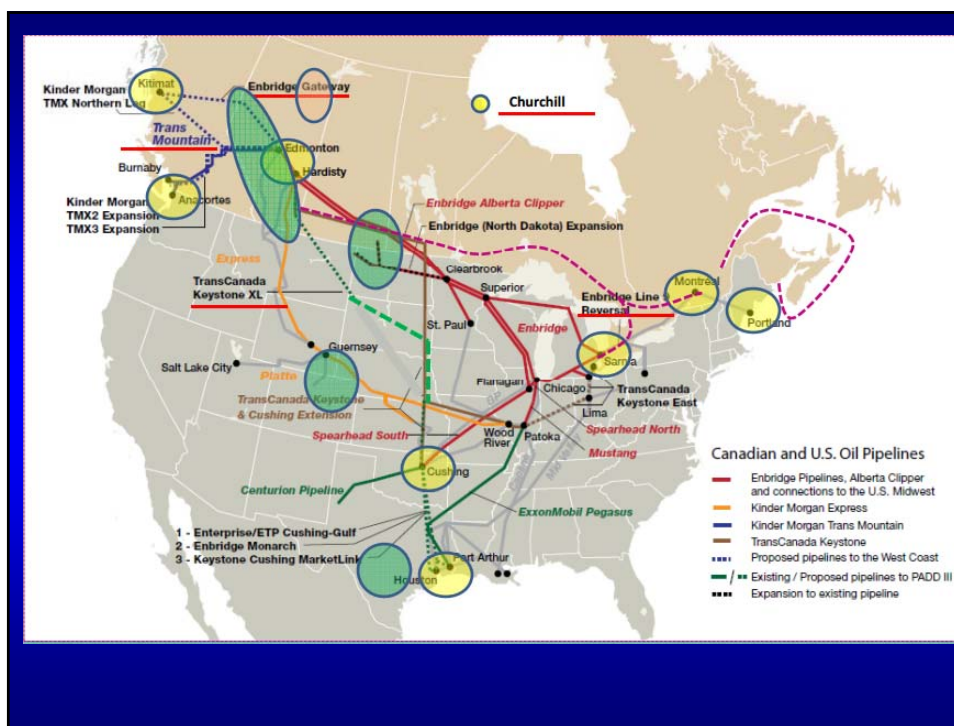 Kitimat
Kinder Morgan
TMX Northern Leg
Enbridge Gateway
Churchill
Trans
Mountain
Edmonton
Hardisty
Burnaby
Anacortes
Kinder Morgan
TMX2 Expansion
TMX3 Expansion
Enbridge Alberta Clipper
Enbridge (North Dakota) Expansion
Express
Clearbrook
Superior
TransCanada
Keystone XL
Enbridge Line 9
Reversal
Montreal
Portland
St. Paul
Enbridge
Sarnia
Guernsey
Salt Lake City
Platte
Flanagan
Chicago
TransCanada
Keystone East
Lima
TransCanada Keystone
& Cushing Extension
Wood
River
Patoka
Spearhead South
Spearhead North
Mustang
Cushing
Centurion Pipeline
ExxonMobil Pegasus
1 - Enterprise/ETP Cushing-Gulf
2 - Enbridge Monarch
3 - Keystone Cushing MarketLink
Port Arthur
Houston
Canadian and U.S. Oil Pipelines
Enbridge Pipelines, Alberta Clipper
and connections to the U.S. Midwest
Kinder Morgan Express
Kinder Morgan Trans Mountain
TransCanada Keystone
Proposed pipelines to the West Coast
Existing / Proposed pipelines to PADD III
Expansion to existing pipeline